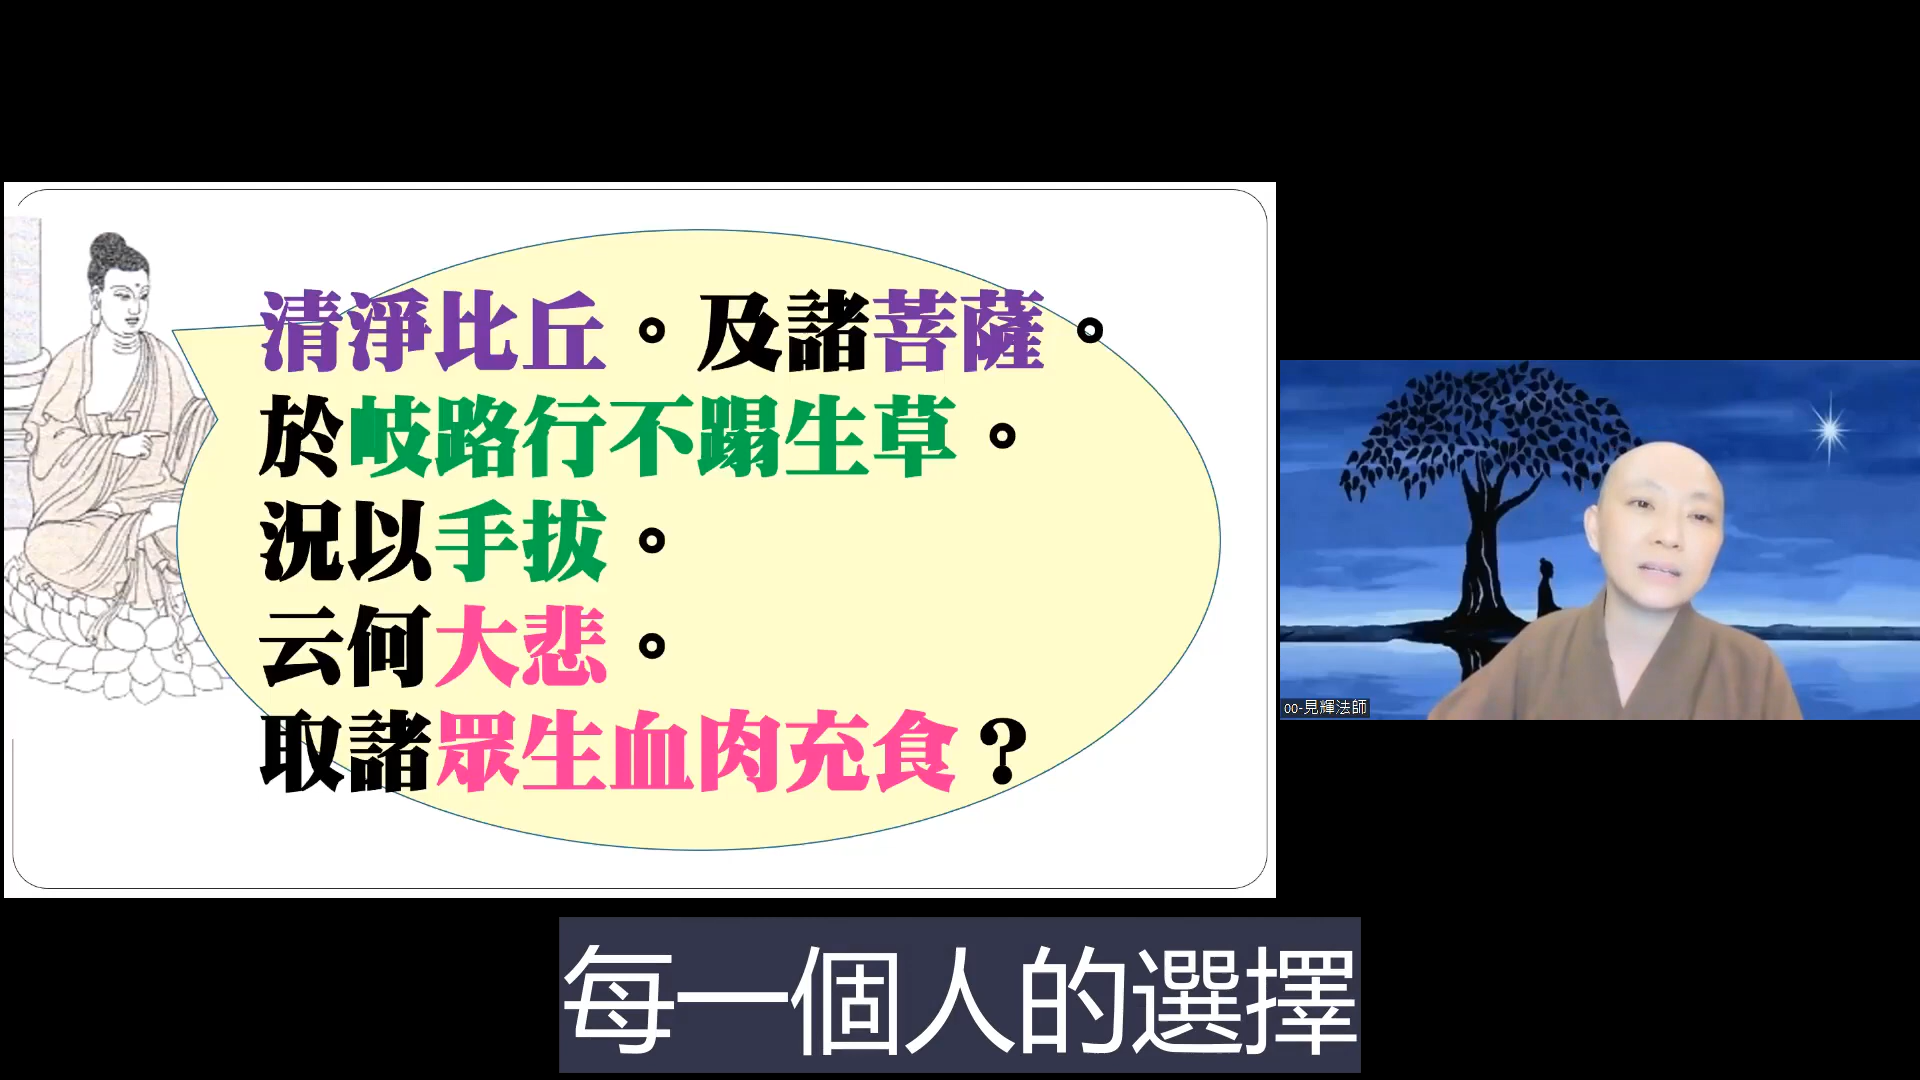 清淨比丘。及諸菩薩。
於岐路行不蹋生草。
況以手拔。
云何大悲。
取諸眾生血肉充食？
00-見輝法師
每一個人的選擇